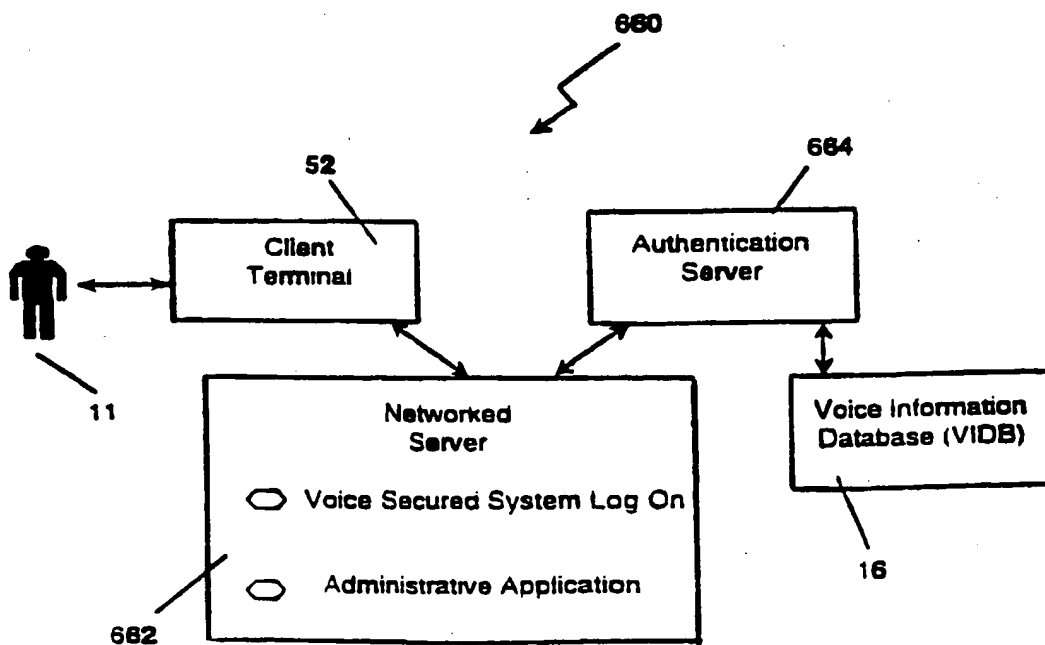 660
52
664
Client
Terminal
Authentication
Server
11
Networked
Server
Voice Information
Database (VIDB)
Voice Secured System Log On
16
Administrative Application
662